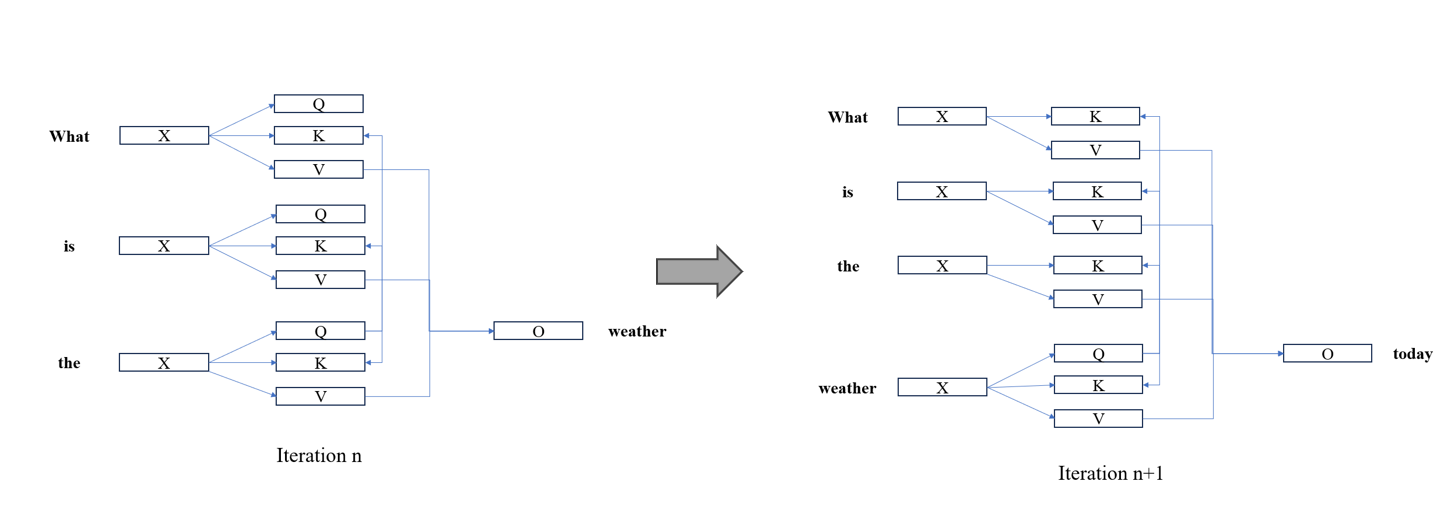 Q
What X K
V
Q
is X K
V
Q
the X K
V
O weather
Iteration n
What X K
V
is X K
V
the X K
V
Q
weather X K
V
O today
Iteration n+1